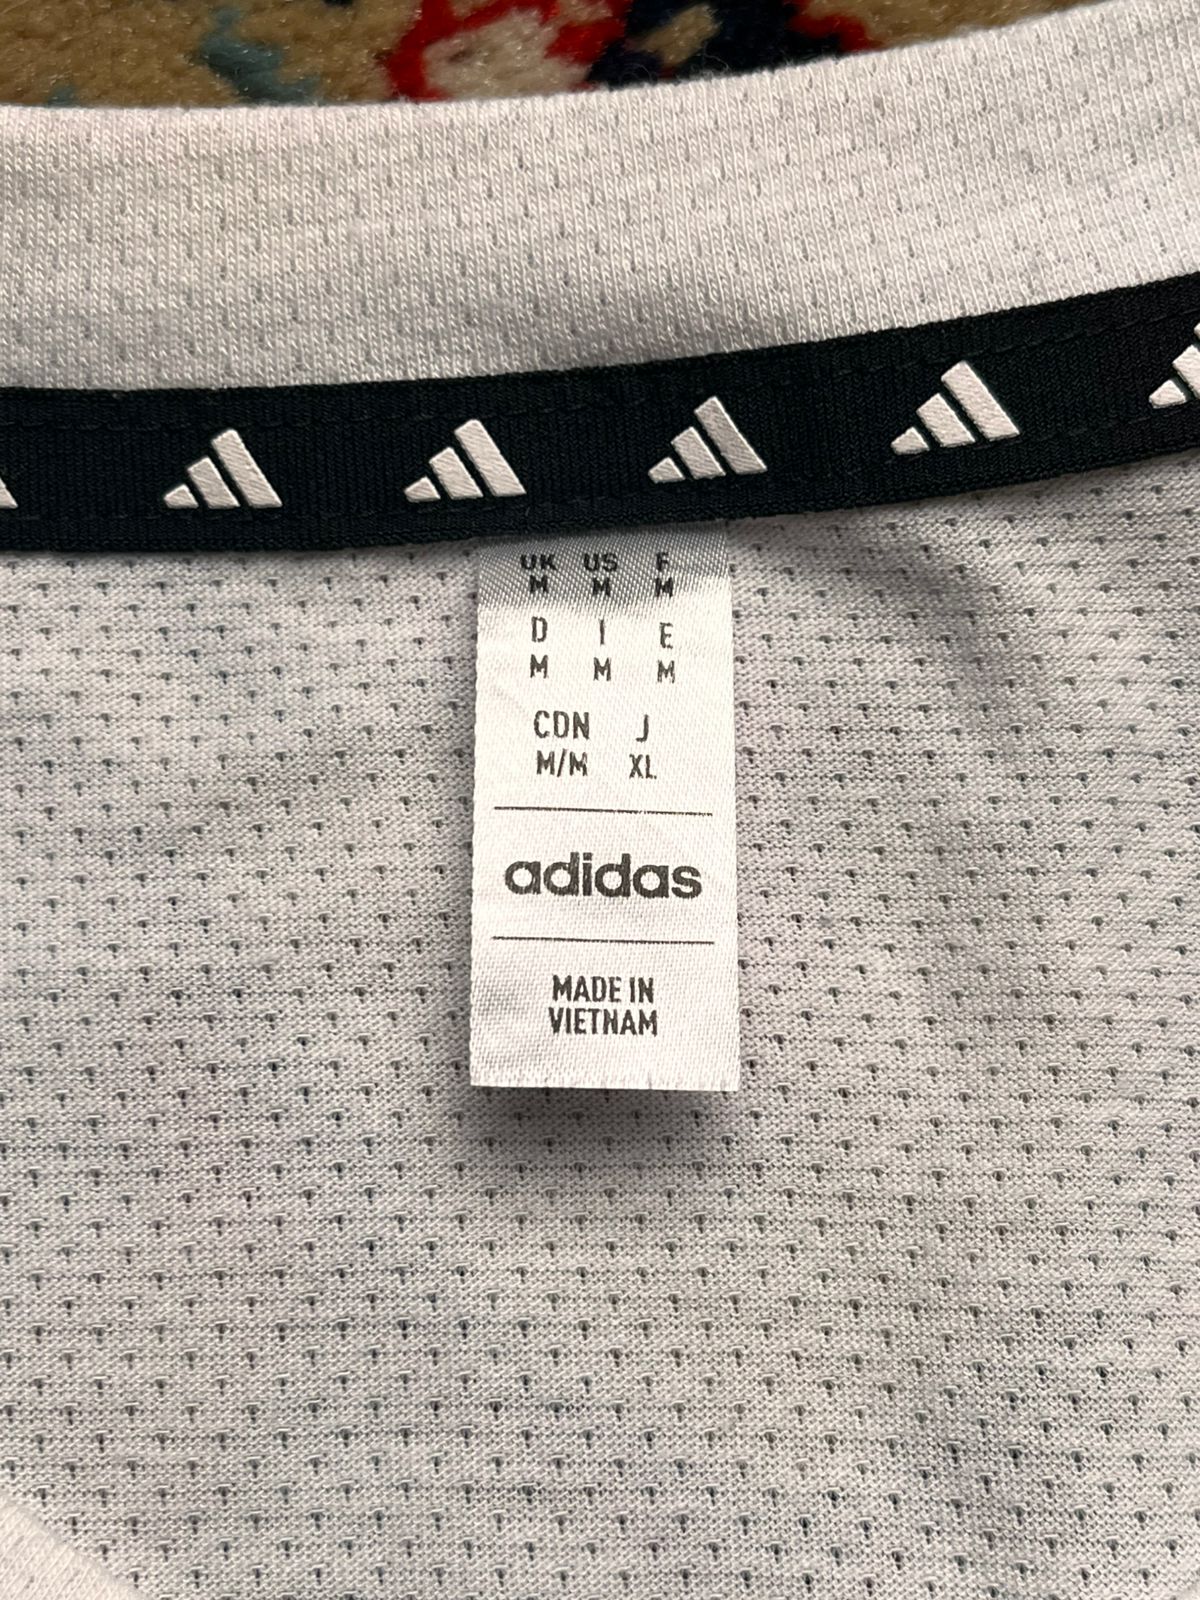 UK US F
M M M
D I E
M M M
CDN J
M/M XL
adidas
MADE IN
VIETNAM